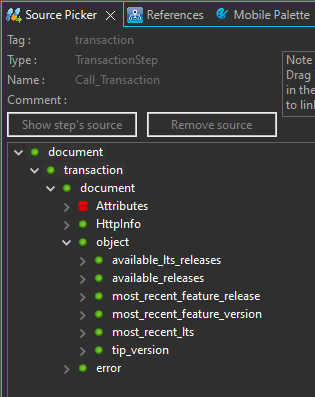 Source Picker References Mobile Palette
Tag : transaction
Type : TransactionStep
Name : Call_Transaction
Comment :
Note
Drag
in the
to link
Show step's source Remove source
document
transaction
document
Attributes
HttpInfo
object
available_lts_releases
available_releases
most_recent_feature_release
most_recent_feature_version
most_recent_lts
tip_version
error